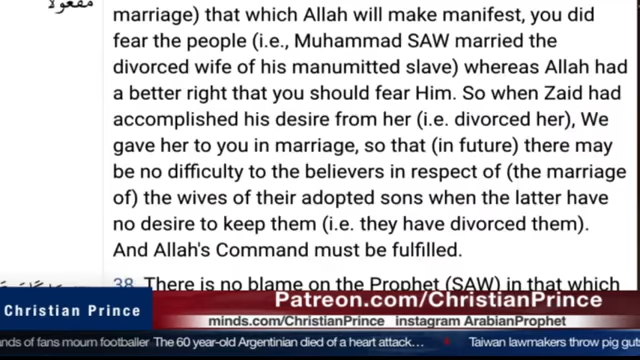 مفعولا
marriage) that which Allah will make manifest, you did
fear the people (i.e., Muhammad SAW married the
divorced wife of his manumitted slave) whereas Allah had
a better right that you should fear Him. So when Zaid had
accomplished his desire from her (i.e. divorced her), We
gave her to you in marriage, so that (in future) there may
be no difficulty to the believers in respect of (the marriage
of) the wives of their adopted sons when the latter have
no desire to keep them (i.e. they have divorced them).
And Allah's Command must be fulfilled.
38. There is no blame on the Prophet (SAW) in that which
Christian Prince
Patreon.com/ChristianPrince
minds.com/ChristianPrince instagram ArabianProphet
ands of fans mourn footballer The 60 year-old Argentinian died of a heart attack... Taiwan lawmakers throw pig gut